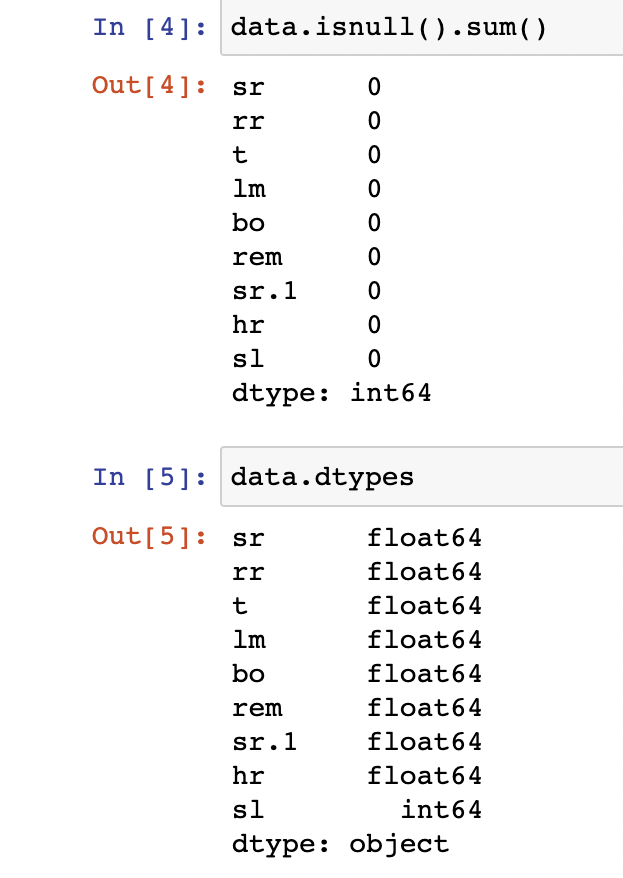 In [4]: data.isnull().sum()
Out[4]: sr 0
rr 0
t 0
lm 0
bo 0
rem 0
sr.1 0
hr 0
sl 0
dtype: int64
In [5]: data.dtypes
Out[5]: sr float64
rr float64
t float64
lm float64
bo float64
rem float64
sr.1 float64
hr float64
sl int64
dtype: object